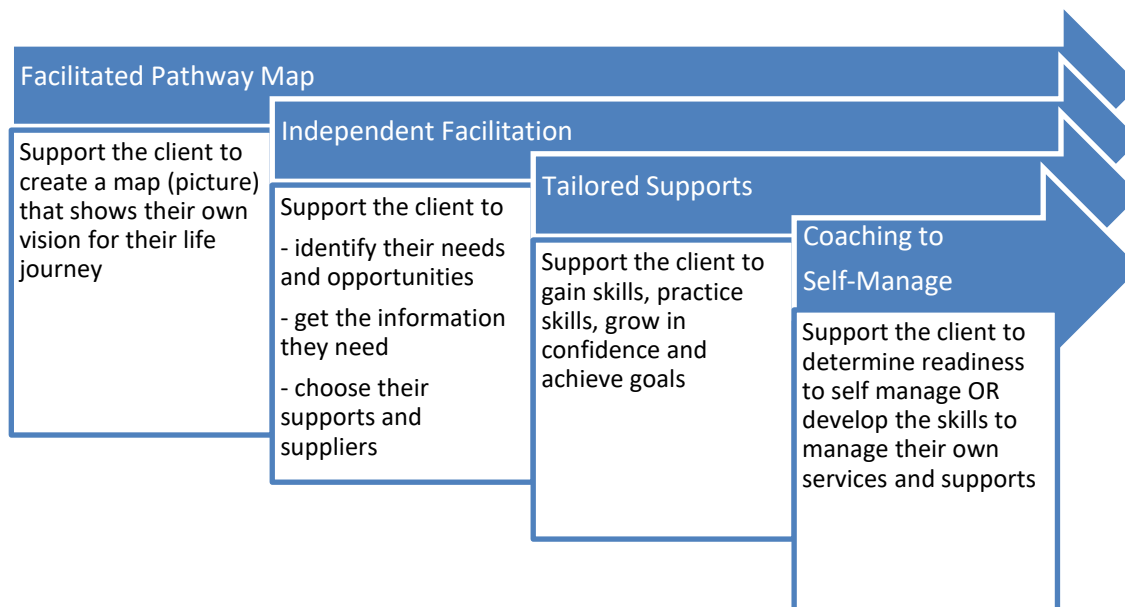 Facilitated Pathway Map
Support the client to
create a map (picture)
that shows their own
vision for their life
journey
Independent Facilitation
Support the client to
- identify their needs
and opportunities
- get the information
they need
- choose their
supports and
suppliers
Tailored Supports
Support the client to
gain skills, practice
skills, grow in
confidence and
achieve goals
Coaching to
Self-Manage
Support the client to
determine readiness
to self manage OR
develop the skills to
manage their own
services and supports